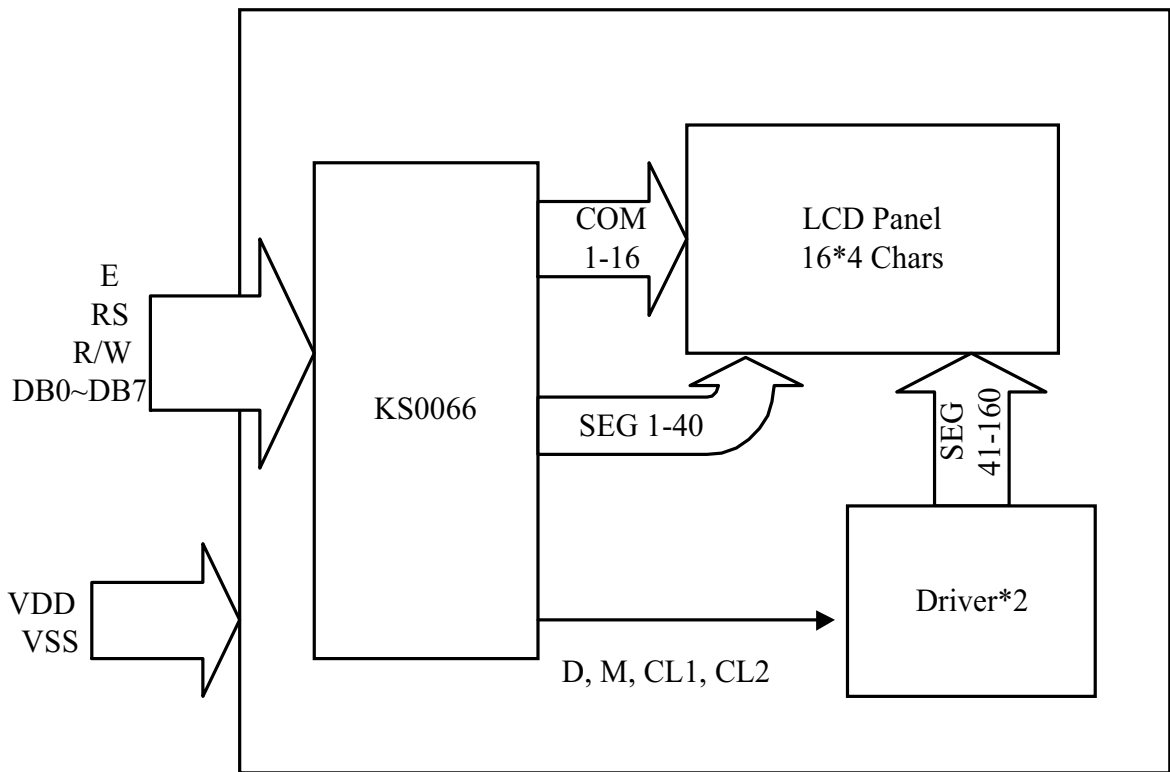 E
RS
R/W
DB0~DB7
VDD
VSS
KS0066
COM
1-16
SEG 1-40
D, M, CL1, CL2
LCD Panel
16*4 Chars
SEG
41-160
Driver*2